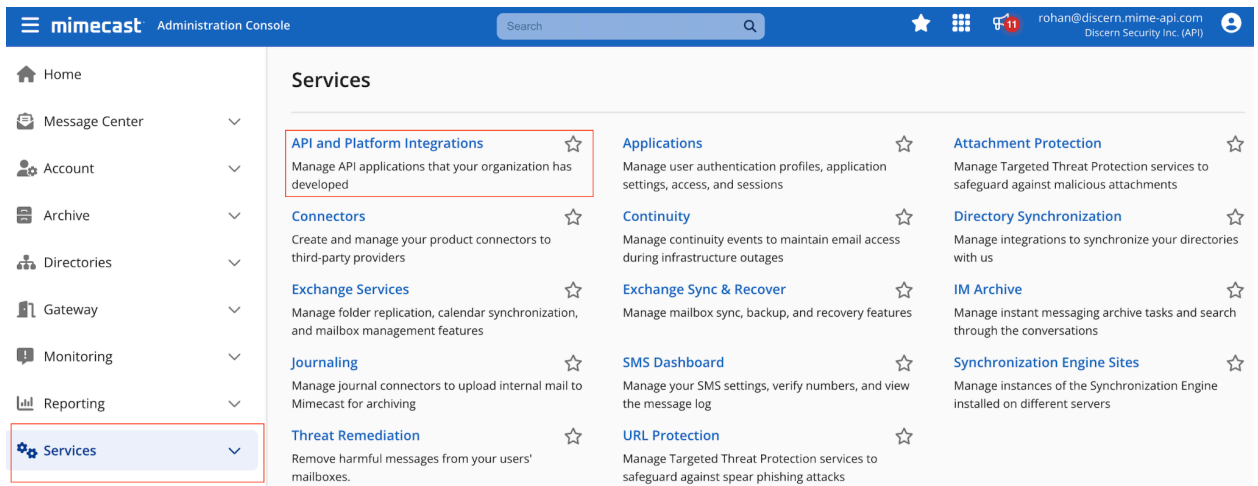 mimecast Administration Console
Search
11
rohan@discern.mime-api.com
Discern Security Inc. (API)
Home
Message Center
Account
Archive
Directories
Gateway
Monitoring
Reporting
Services
Services
API and Platform Integrations
Manage API applications that your organization has
developed
Applications
Manage user authentication profiles, application
settings, access, and sessions
Attachment Protection
Manage Targeted Threat Protection services to
safeguard against malicious attachments
Connectors
Create and manage your product connectors to
third-party providers
Continuity
Manage continuity events to maintain email access
during infrastructure outages
Directory Synchronization
Manage integrations to synchronize your directories
with us
Exchange Services
Manage folder replication, calendar synchronization,
and mailbox management features
Exchange Sync & Recover
Manage mailbox sync, backup, and recovery features
IM Archive
Manage instant messaging archive tasks and search
through the conversations
Journaling
Manage journal connectors to upload internal mail to
Mimecast for archiving
SMS Dashboard
Manage your SMS settings, verify numbers, and view
the message log
Synchronization Engine Sites
Manage instances of the Synchronization Engine
installed on different servers
Threat Remediation
Remove harmful messages from your users'
mailboxes.
URL Protection
Manage Targeted Threat Protection services to
safeguard against spear phishing attacks